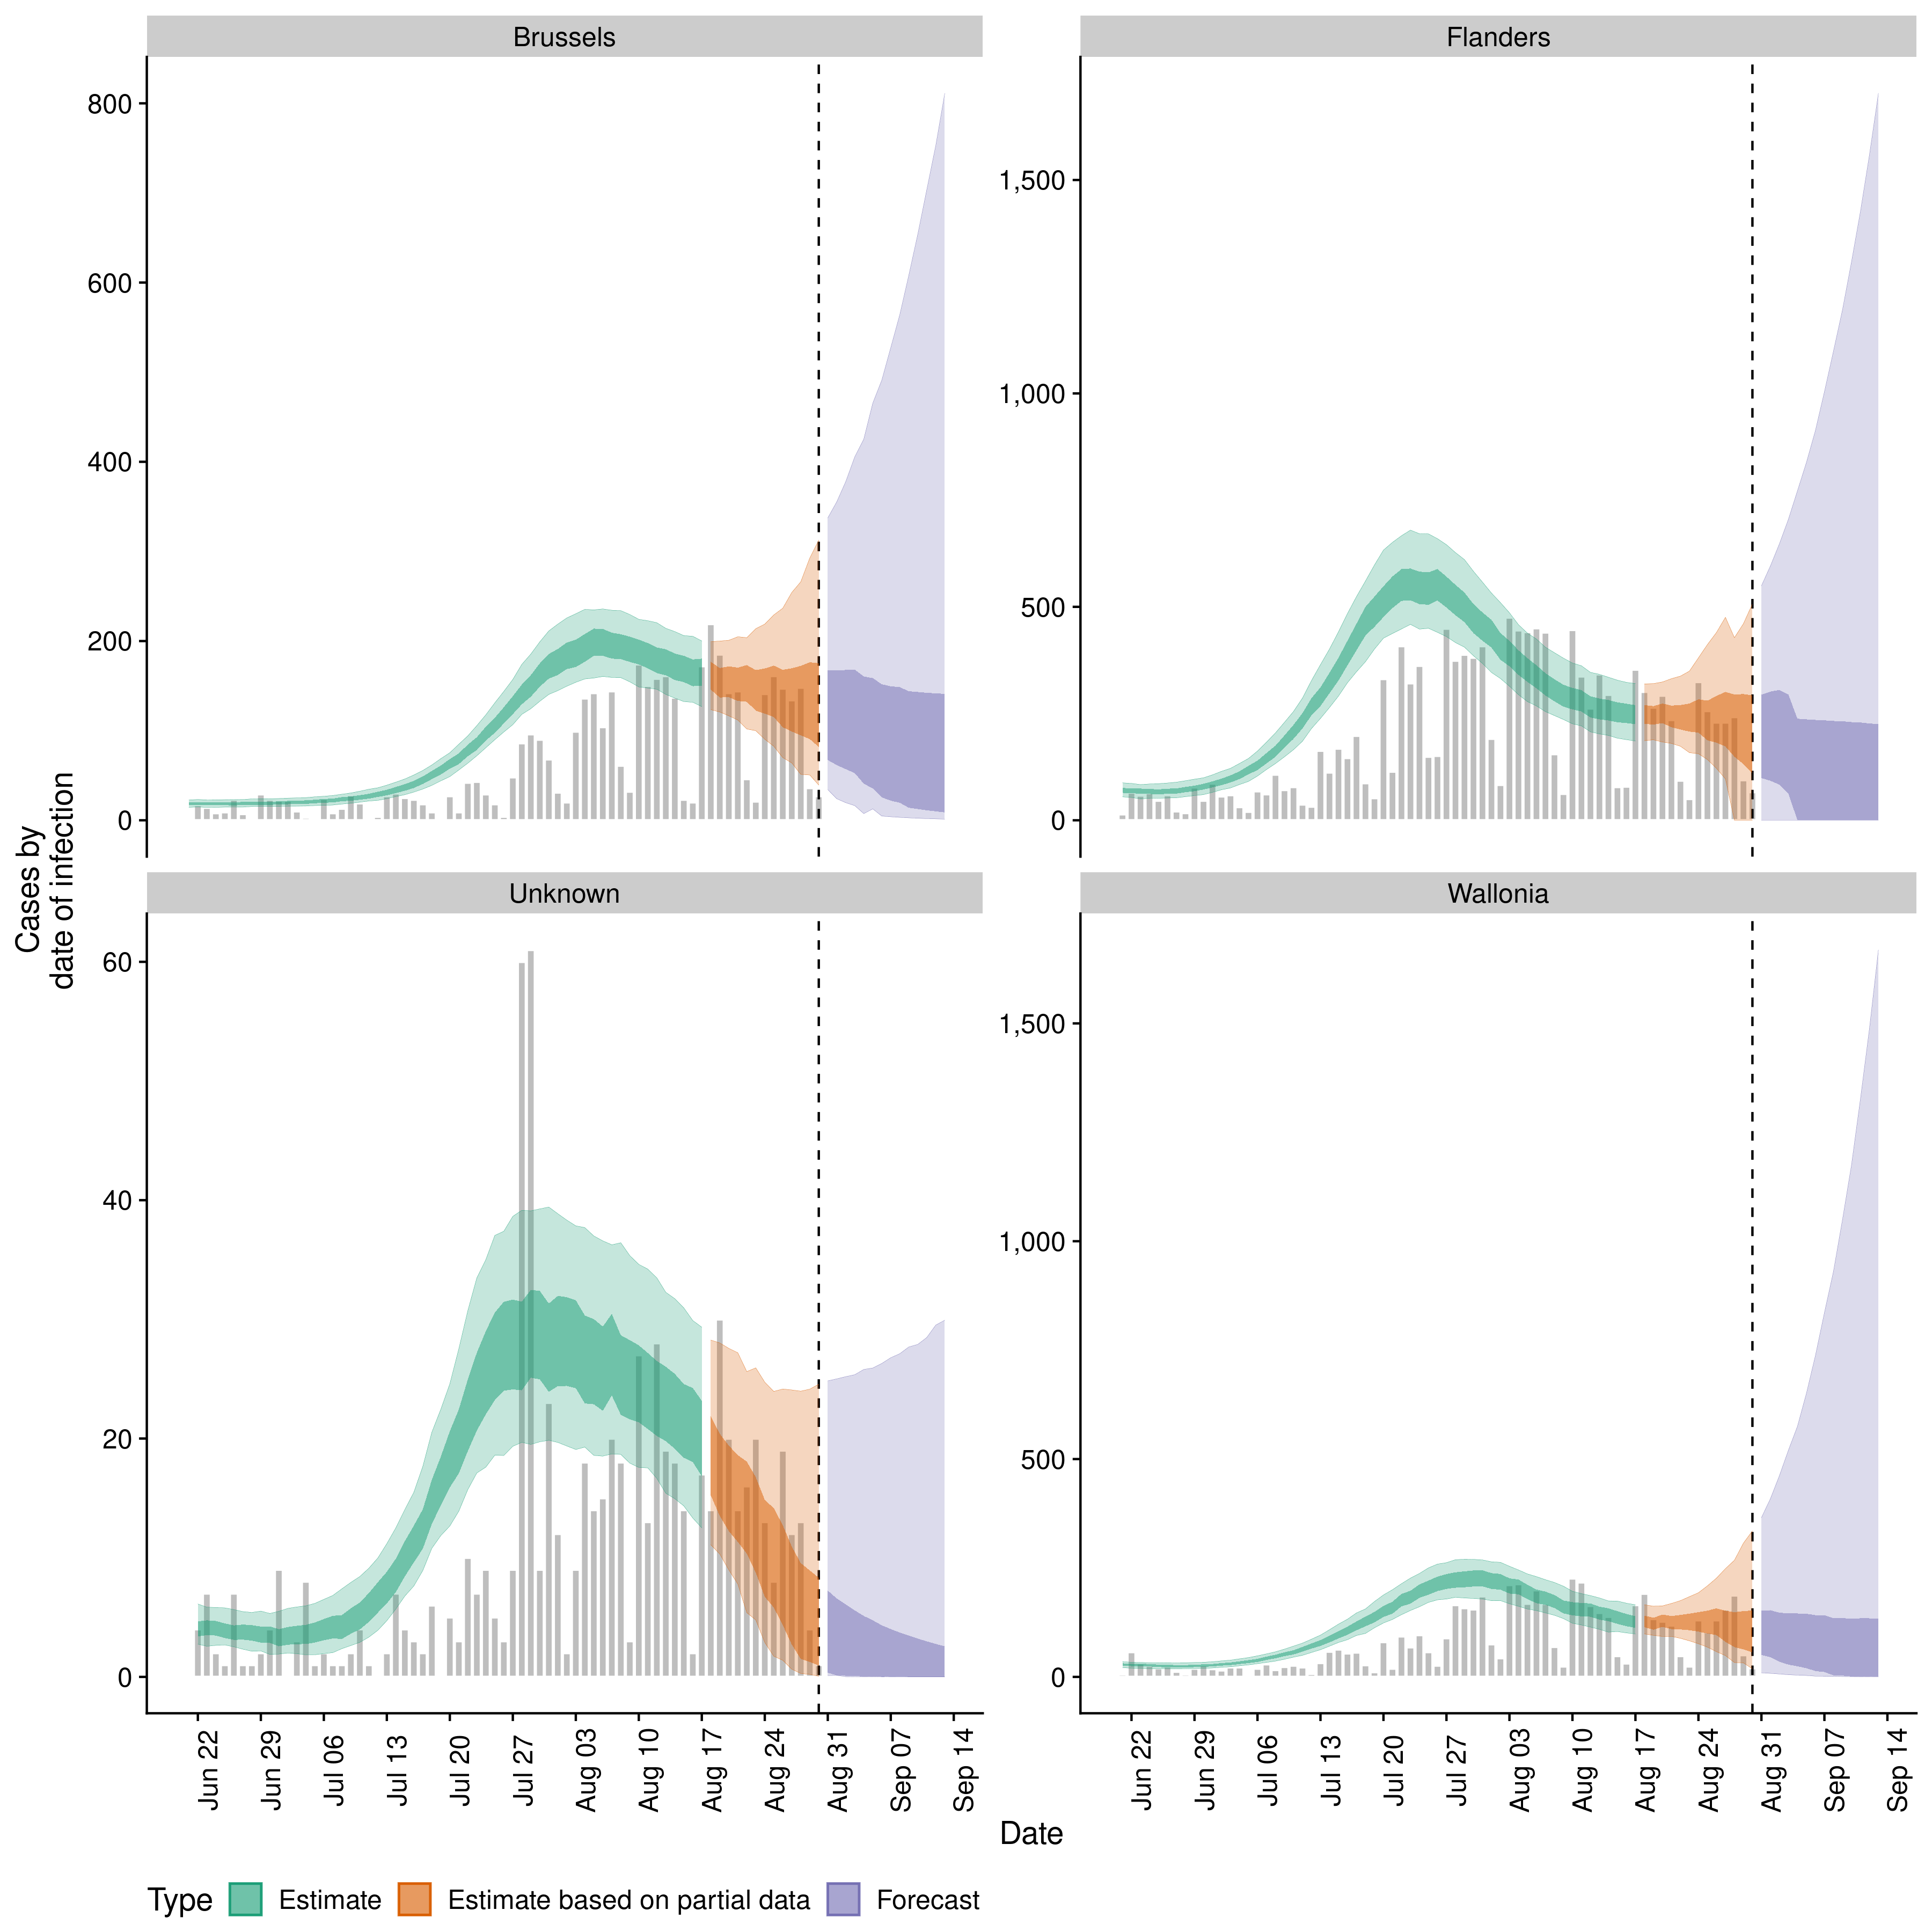 Brussels
Flanders
800
600
400
200
0
1,500
1,000
500
0
Cases by
date of infection
Unknown
Wallonia
60
40
20
0
1,500
1,000
500
0
Jun 22
Jun 29
Jul 06
Jul 13
Jul 20
Jul 27
Aug 03
Aug 10
Aug 17
Aug 24
Aug 31
Sep 07
Sep 14
Jun 22
Jun 29
Jul 06
Jul 13
Jul 20
Jul 27
Aug 03
Aug 10
Aug 17
Aug 24
Aug 31
Sep 07
Sep 14
Date
Type Estimate Estimate based on partial data Forecast